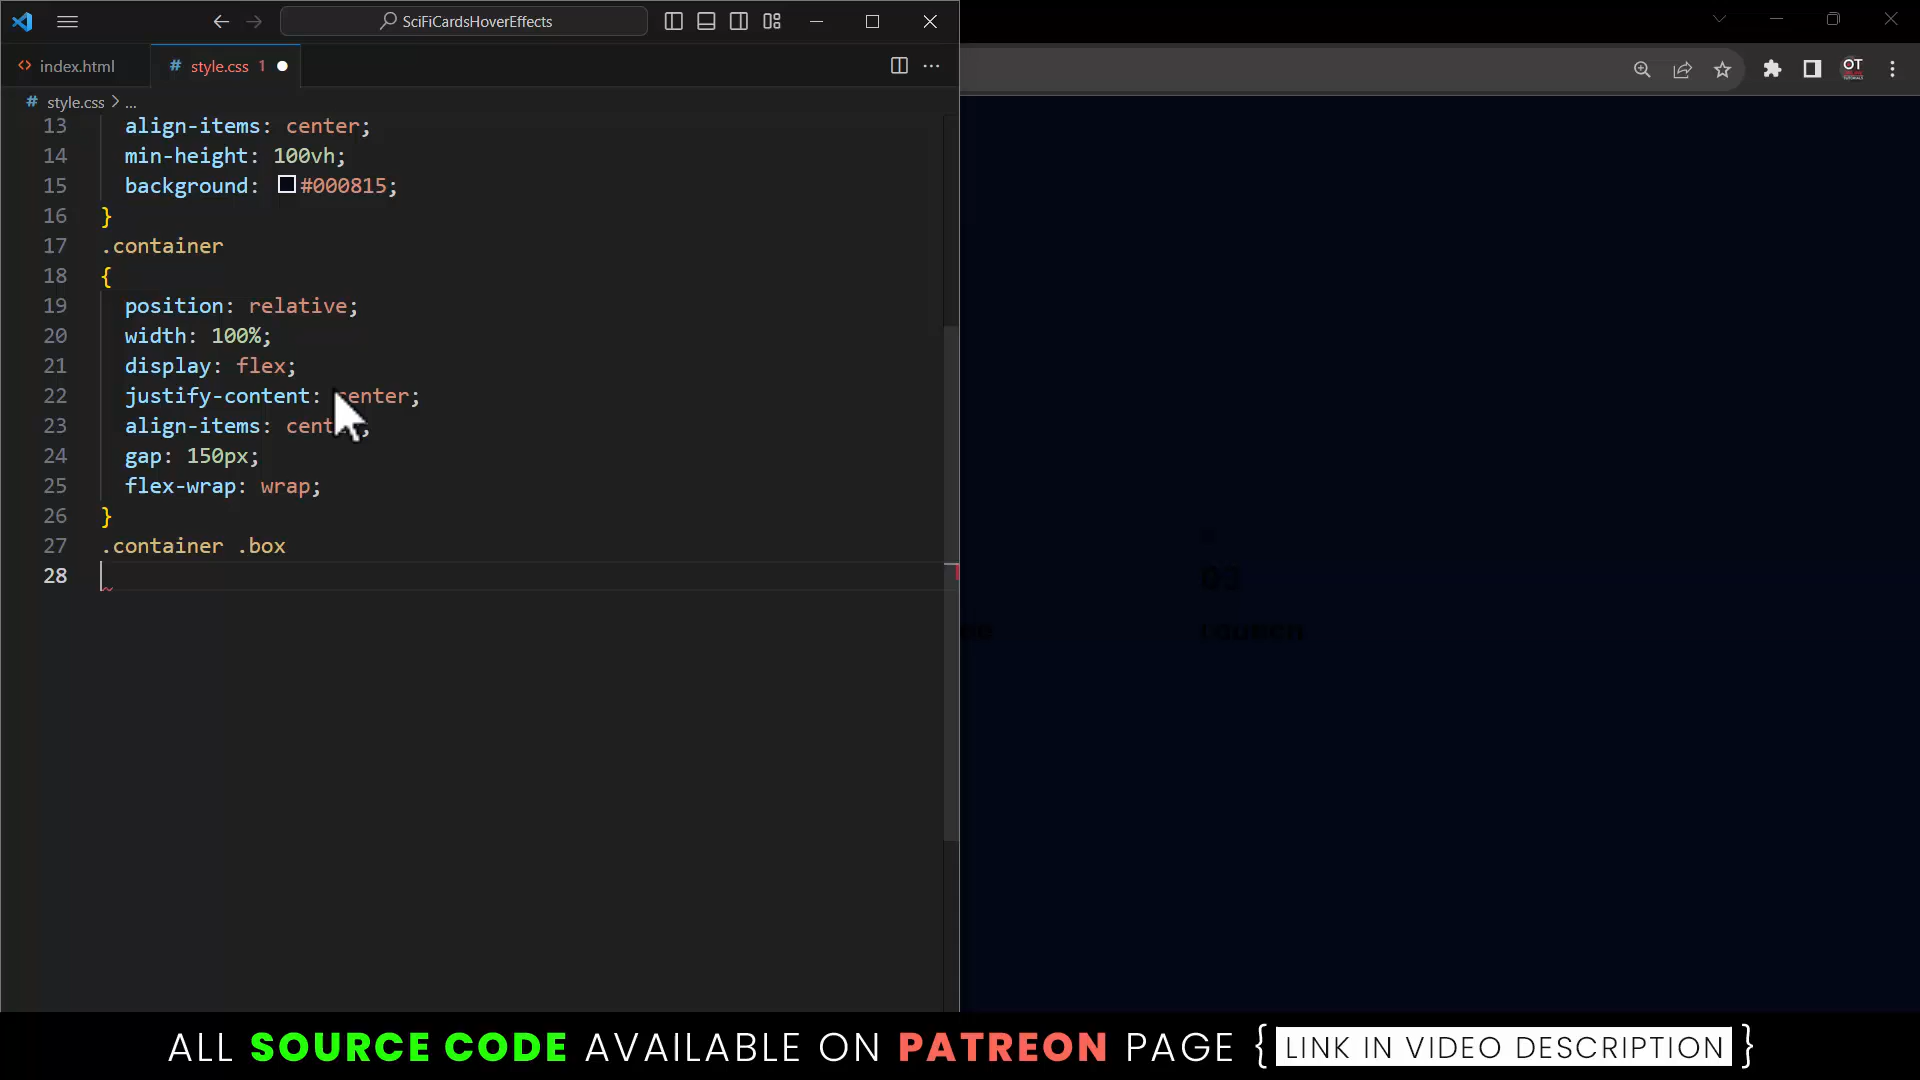 SciFiCardsHoverEffects
index.html
style.css 1
style.css > ...
OT
13 align-items: center;
14 min-height: 100vh;
15 background: #000815;
16 }
17 .container
18 {
19 position: relative;
20 width: 100%;
21 display: flex;
22 justify-content: center;
23 align-items:
24 gap: 150px;
25 flex-wrap: wrap;
26 }
27 .container .box
28
03
Launch
ALL SOURCE CODE AVAILABLE ON PATREON PAGE { LINK IN VIDEO DESCRIPTION }